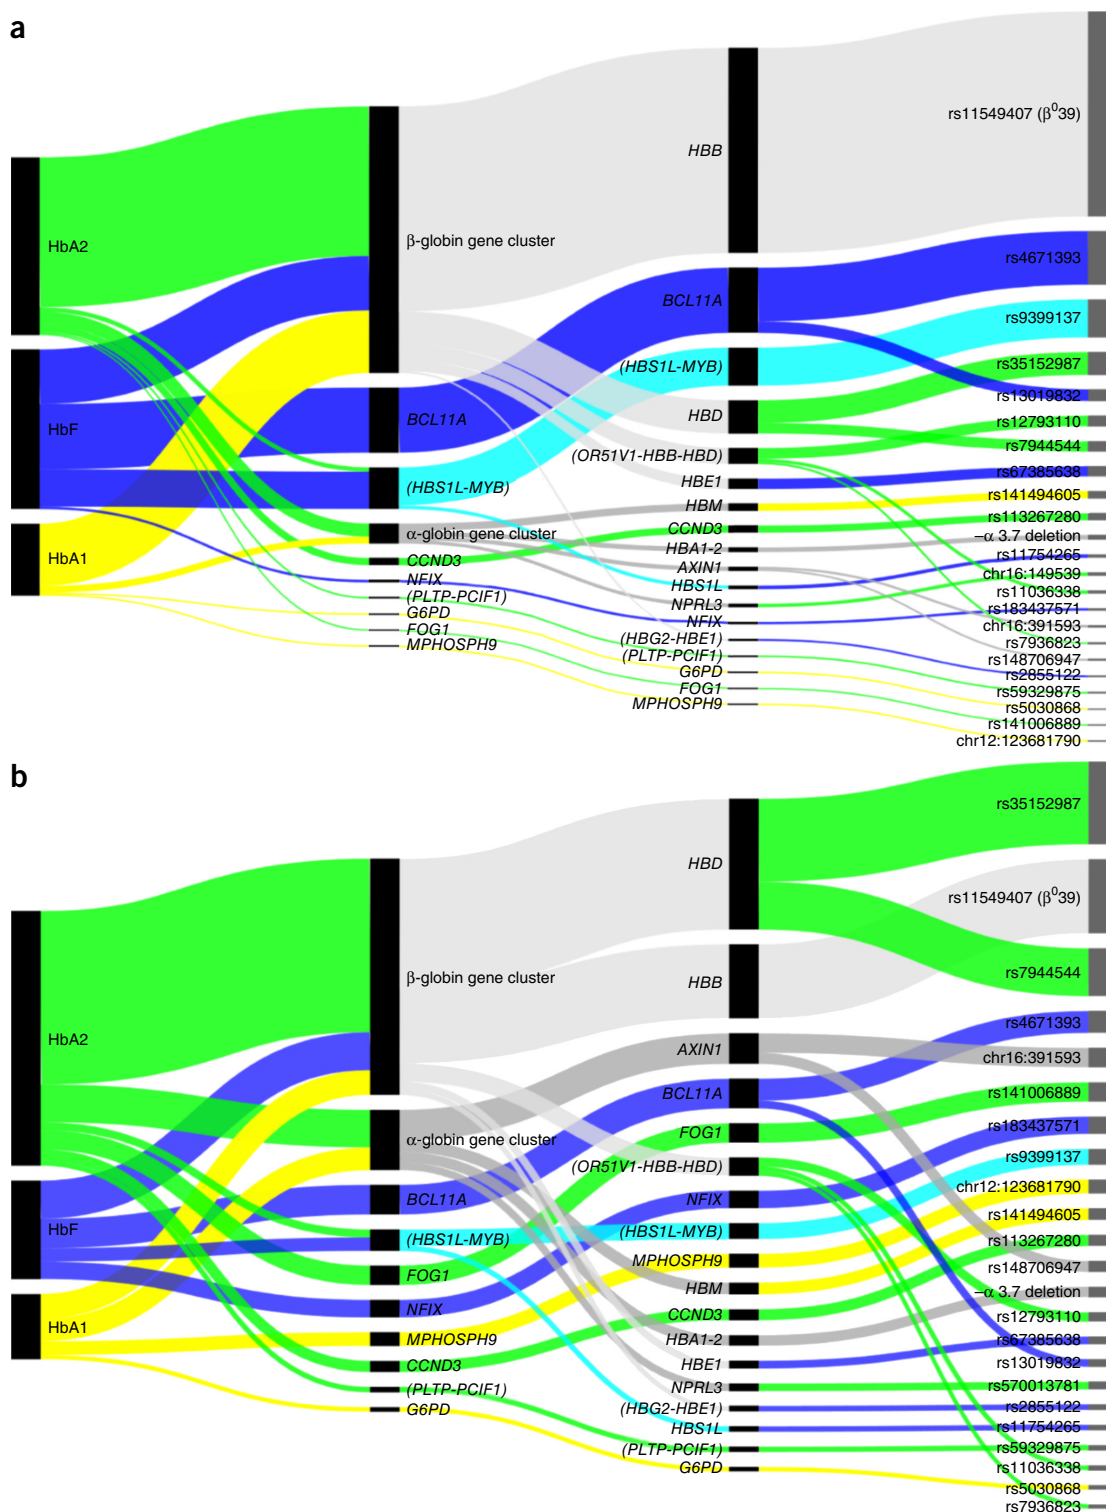 a
HbA2
HbF
HbA1
β-globin gene cluster
BCL11A
(HBS1L-MYB)
α-globin gene cluster
CCND3
NFIX
(PLTP-PCIF1)
G6PD
FOG1
MPHOSPH9
HBB
BCL11A
(HBS1L-MYB)
HBD
(OR51V1-HBB-HBD)
HBE1
HBM
CCND3
HBA1-2
AXIN1
HBS1L
NPRL3
NFIX
(HBG2-HBE1)
(PLTP-PCIF1)
G6PD
FOG1
MPHOSPH9
rs11549407 (β⁰39)
rs4671393
rs9399137
rs35152987
rs13019832
rs12793110
rs7944544
rs67385638
rs141494605
rs113267280
–α 3.7 deletion
rs11754265
chr16:149539
rs11036338
rs183437571
chr16:391593
rs7936823
rs148706947
rs2855122
rs59329875
rs5030868
rs141006889
chr12:123681790
b
HbA2
HbF
HbA1
β-globin gene cluster
α-globin gene cluster
BCL11A
(HBS1L-MYB)
FOG1
NFIX
MPHOSPH9
CCND3
(PLTP-PCIF1)
G6PD
HBD
HBB
AXIN1
BCL11A
FOG1
(OR51V1-HBB-HBD)
NFIX
(HBS1L-MYB)
MPHOSPH9
HBM
CCND3
HBA1-2
HBE1
NPRL3
(HBG2-HBE1)
HBS1L
(PLTP-PCIF1)
G6PD
rs35152987
rs11549407 (β⁰39)
rs7944544
rs4671393
chr16:391593
rs141006889
rs183437571
rs9399137
chr12:123681790
rs141494605
rs113267280
rs148706947
–α 3.7 deletion
rs12793110
rs67385638
rs13019832
rs570013781
rs2855122
rs11754265
rs59329875
rs11036338
rs5030868
rs7936823